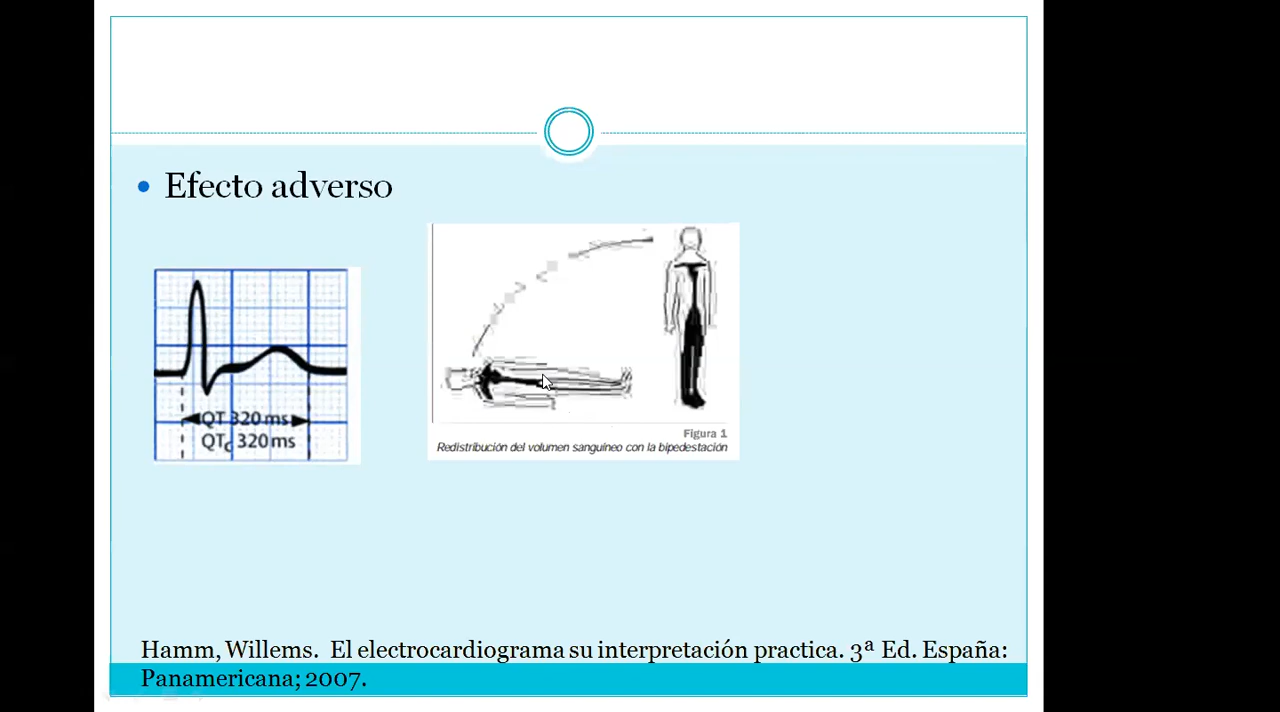 Efecto adverso
QT 320 ms
QTc 320 ms
Figura 1
Redistribución del volumen sanguíneo con la bipedestación
Hamm, Willems. El electrocardiograma su interpretación practica. 3ª Ed. España:
Panamericana; 2007.